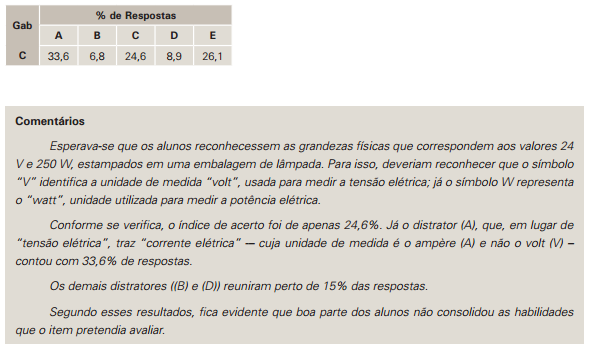 Gab
% de Respostas
A B C D E
C 33,6 6,8 24,6 8,9 26,1
Comentários
Esperava-se que os alunos reconhecessem as grandezas físicas que correspondem aos valores 24
V e 250 W, estampados em uma embalagem de lâmpada. Para isso, deveriam reconhecer que o símbolo
“V” identifica a unidade de medida “volt”, usada para medir a tensão elétrica; já o símbolo W representa
o “watt”, unidade utilizada para medir a potência elétrica.
Conforme se verifica, o índice de acerto foi de apenas 24,6%. Já o distrator (A), que, em lugar de
“tensão elétrica”, traz “corrente elétrica” — cuja unidade de medida é o ampère (A) e não o volt (V) –
contou com 33,6% de respostas.
Os demais distratores ((B) e (D)) reuniram perto de 15% das respostas.
Segundo esses resultados, fica evidente que boa parte dos alunos não consolidou as habilidades
que o item pretendia avaliar.